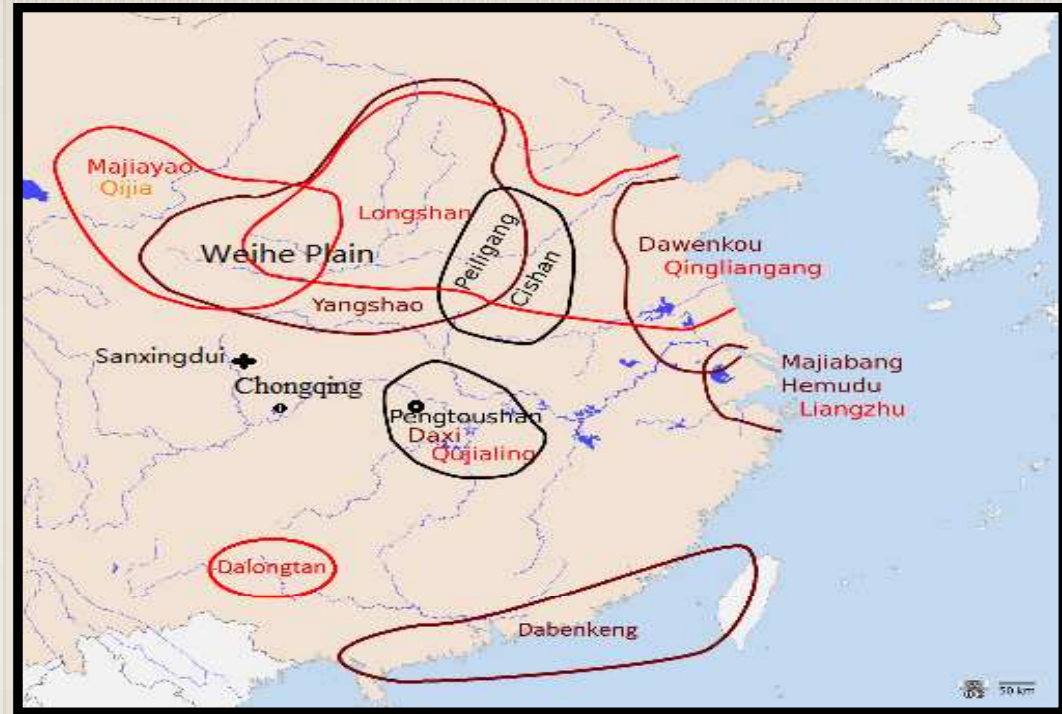 Majiayao
Qijia
Longshan
Weihe Plain
Peiligang
Cishan
Yangshao
Dawenkou
Qingliangang
Sanxingdui
Chongqing
Majiabang
Hemudu
Liangzhu
Pengtoushan
Daxi
Qujialing
Dalongtan
Dabenkeng
50 km